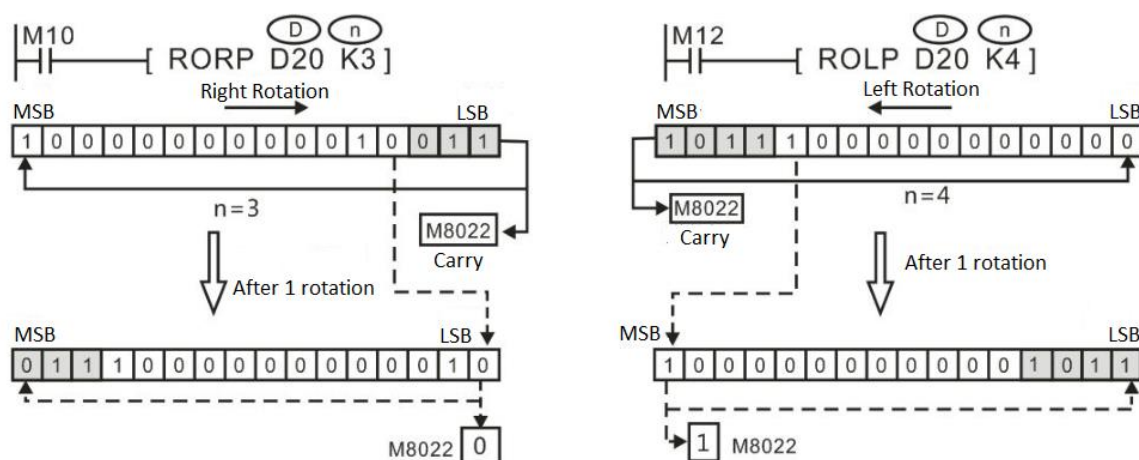 M10
D n
[ RORP D20 K3 ]
Right Rotation
MSB LSB
1 0 0 0 0 0 0 0 0 0 0 1 0 0 1 1
n=3
M8022
Carry
After 1 rotation
MSB LSB
0 1 1 1 0 0 0 0 0 0 0 0 0 0 1 0
M8022 0
M12
D n
[ ROLP D20 K4 ]
Left Rotation
MSB LSB
1 0 1 1 1 0 0 0 0 0 0 0 0 0 0 0
n=4
M8022
Carry
After 1 rotation
MSB LSB
1 0 0 0 0 0 0 0 0 0 0 0 1 0 1 1
1 M8022